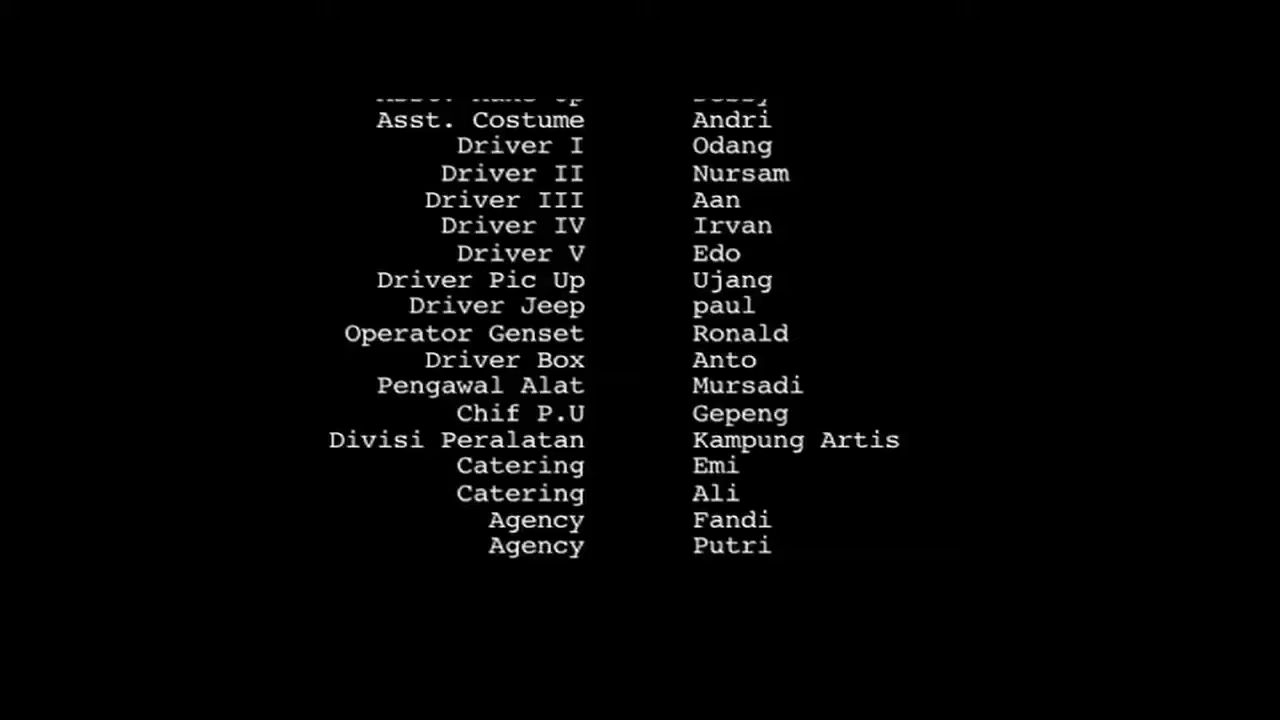 Asst. Costume Andri
Driver I Odang
Driver II Nursam
Driver III Aan
Driver IV Irvan
Driver V Edo
Driver Pic Up Ujang
Driver Jeep paul
Operator Genset Ronald
Driver Box Anto
Pengawal Alat Mursadi
Chif P.U Gepeng
Divisi Peralatan Kampung Artis
Catering Emi
Catering Ali
Agency Fandi
Agency Putri